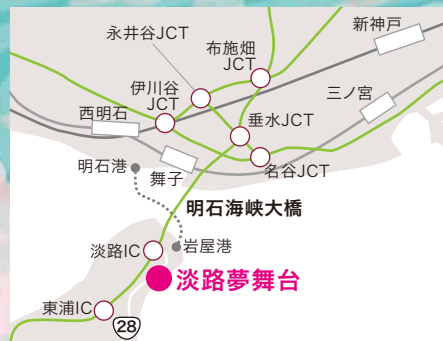 新神戸
永井谷JCT
布施畑
JCT
伊川谷
JCT
三ノ宮
西明石
垂水JCT
明石港
舞子
名谷JCT
明石海峡大橋
淡路IC
岩屋港
淡路夢舞台
東浦IC
28